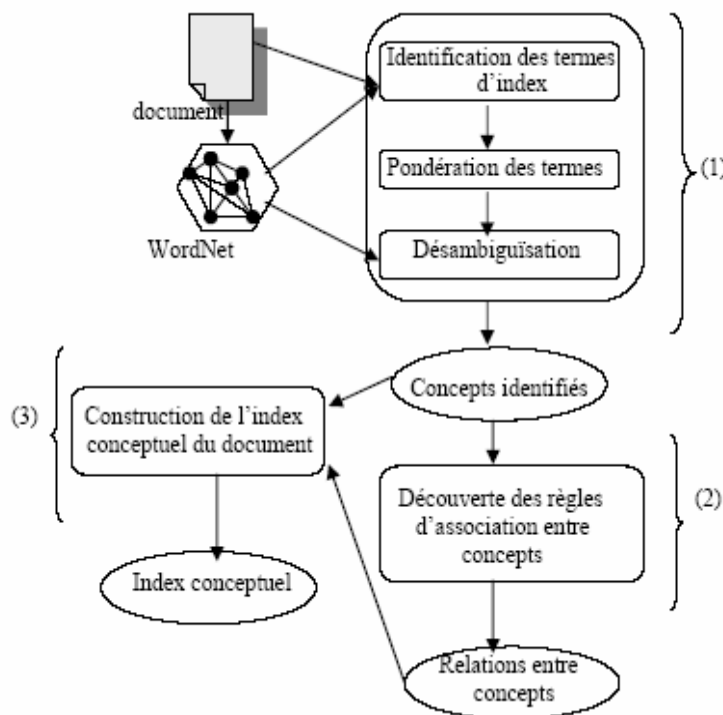 Identification des termes
d'index
document
Pondération des termes
(1)
WordNet
Désambiguïsation
Concepts identifiés
(3)
Construction de l'index
conceptuel du document
Découverte des règles
d'association entre
concepts
(2)
Index conceptuel
Relations entre
concepts